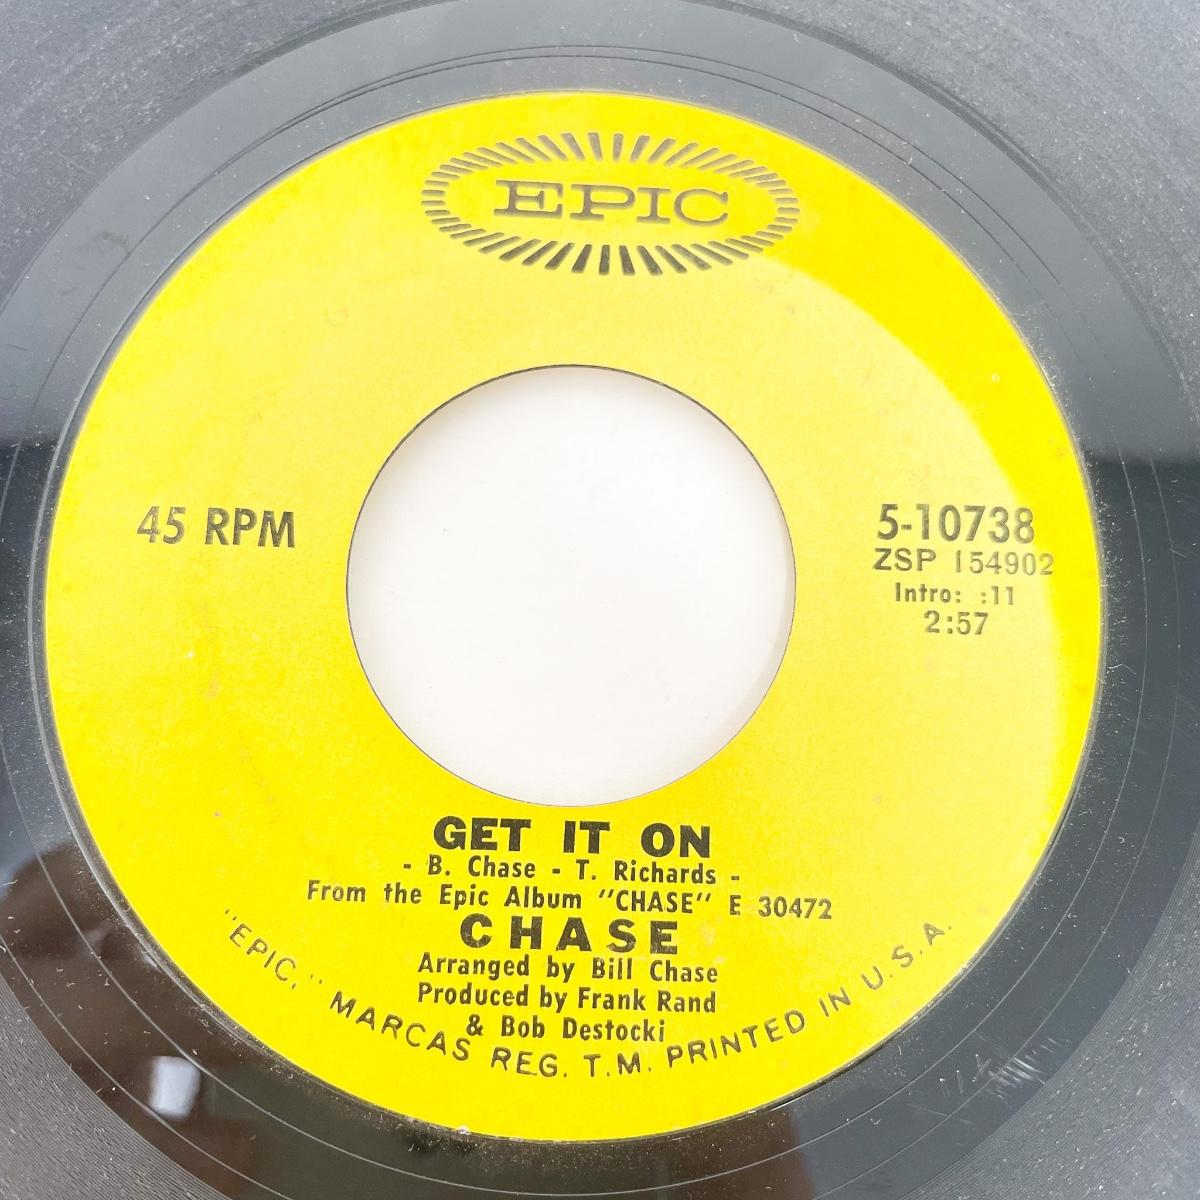 EPIC
45 RPM
5-10738
ZSP 154902
Intro: :11
2:57
GET IT ON
- B. Chase - T. Richards -
From the Epic Album "CHASE" E 30472
CHASE
Arranged by Bill Chase
Produced by Frank Rand
& Bob Destocki
"EPIC," MARCAS REG. T.M. PRINTED IN U.S.A.